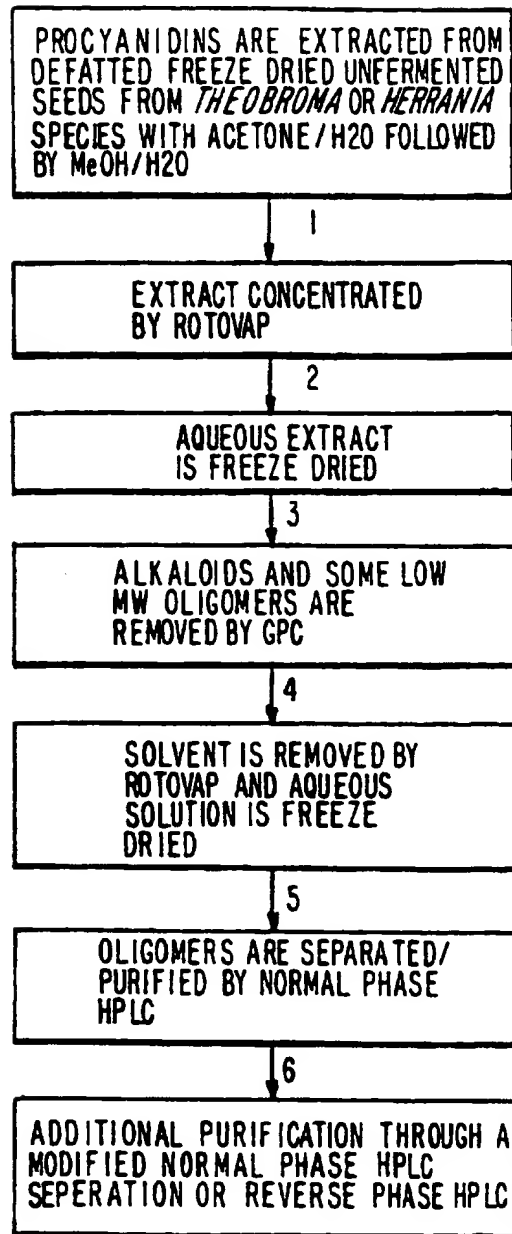 PROCYANIDINS ARE EXTRACTED FROM
DEFATTED FREEZE DRIED UNFERMENTED
SEEDS FROM THEOBROMA OR HERRANIA
SPECIES WITH ACETONE/H2O FOLLOWED
BY MeOH/H2O
1
EXTRACT CONCENTRATED
BY ROTOVAP
2
AQUEOUS EXTRACT
IS FREEZE DRIED
3
ALKALOIDS AND SOME LOW
MW OLIGOMERS ARE
REMOVED BY GPC
4
SOLVENT IS REMOVED BY
ROTOVAP AND AQUEOUS
SOLUTION IS FREEZE
DRIED
5
OLIGOMERS ARE SEPARATED/
PURIFIED BY NORMAL PHASE
HPLC
6
ADDITIONAL PURIFICATION THROUGH A
MODIFIED NORMAL PHASE HPLC
SEPERATION OR REVERSE PHASE HPLC